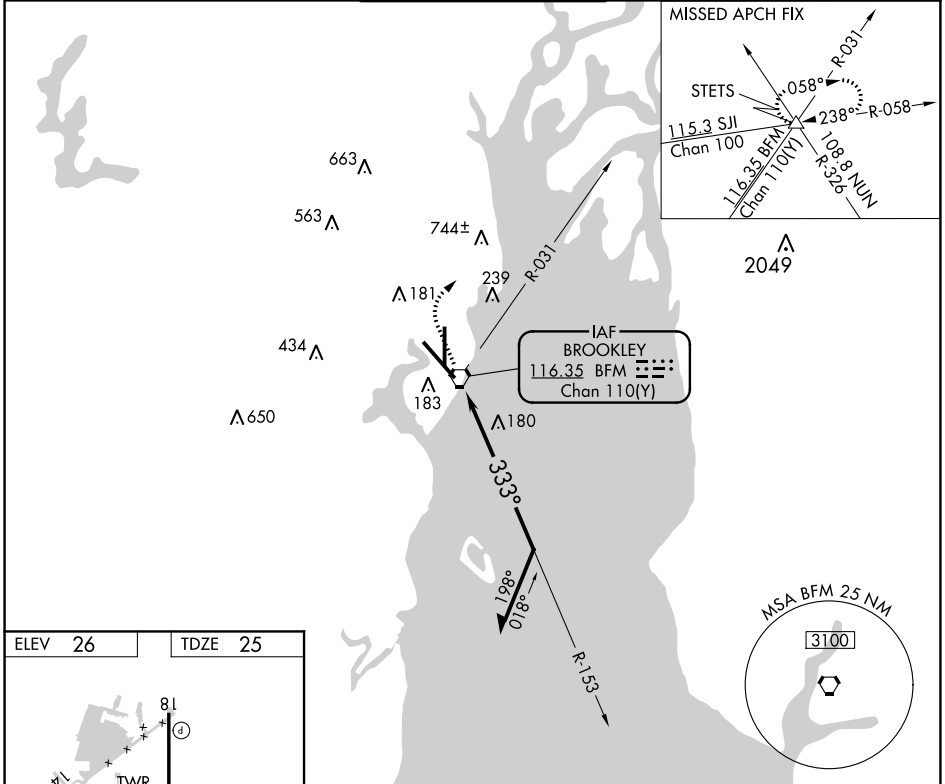 MISSED APCH FIX
R-031
058°
STETS
238°
R-058
115.3 SJI
Chan 100
116.35 BFM
Chan 110(Y)
108.8 NUN
R-326
663
563
744±
2049
R-031
181
239
434
IAF
BROOKLEY
116.35 BFM
Chan 110(Y)
183
650
180
333°
198°
018°
MSA BFM 25 NM
3100
ELEV 26
TDZE 25
R-153
18
P
14
TWR